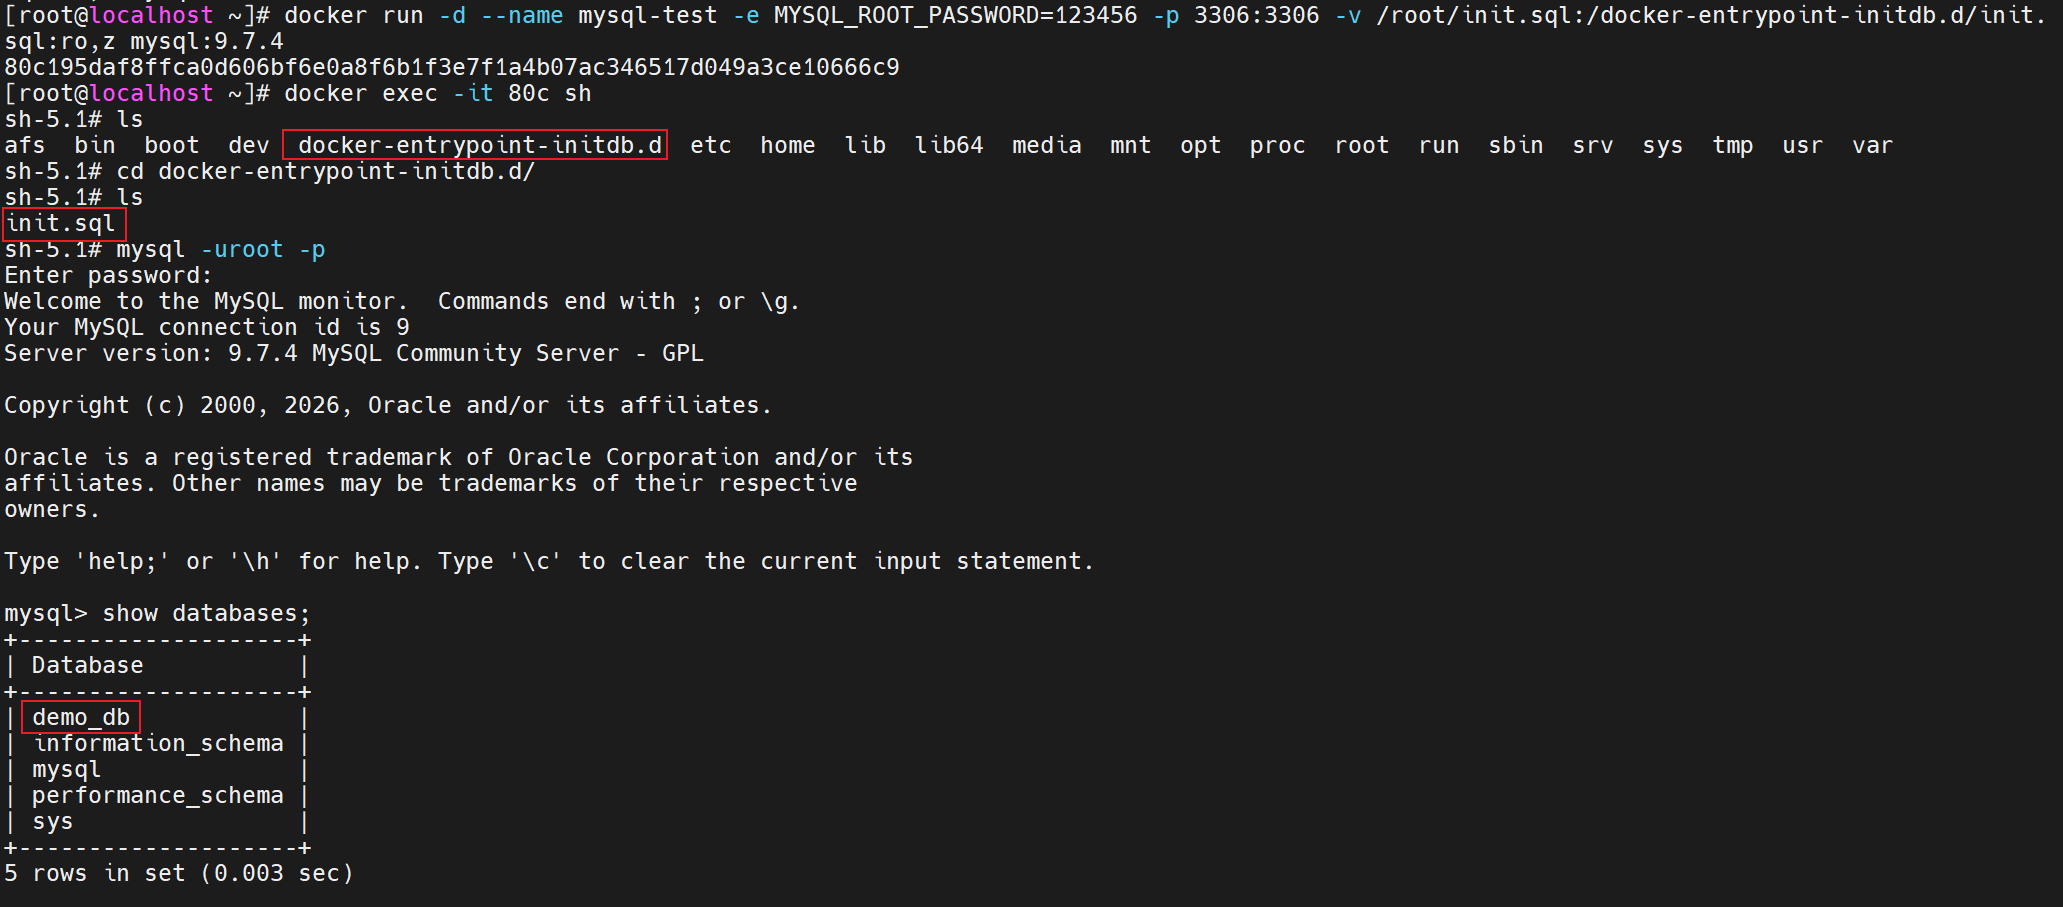 [root@localhost ~]# docker run -d --name mysql-test -e MYSQL_ROOT_PASSWORD=123456 -p 3306:3306 -v /root/init.sql:/docker-entrypoint-initdb.d/init.
sql:ro,z mysql:9.7.4
80c195daf8ffca0d606bf6e0a8f6b1f3e7f1a4b07ac346517d049a3ce10666c9
[root@localhost ~]# docker exec -it 80c sh
sh-5.1# ls
afs  bin  boot  dev  docker-entrypoint-initdb.d  etc  home  lib  lib64  media  mnt  opt  proc  root  run  sbin  srv  sys  tmp  usr  var
sh-5.1# cd docker-entrypoint-initdb.d/
sh-5.1# ls
init.sql
sh-5.1# mysql -uroot -p
Enter password:
Welcome to the MySQL monitor.  Commands end with ; or \g.
Your MySQL connection id is 9
Server version: 9.7.4 MySQL Community Server - GPL
Copyright (c) 2000, 2026, Oracle and/or its affiliates.
Oracle is a registered trademark of Oracle Corporation and/or its
affiliates. Other names may be trademarks of their respective
owners.
Type 'help;' or '\h' for help. Type '\c' to clear the current input statement.
mysql> show databases;
+--------------------+
| Database           |
+--------------------+
| demo_db            |
| information_schema |
| mysql              |
| performance_schema |
| sys                |
+--------------------+
5 rows in set (0.003 sec)